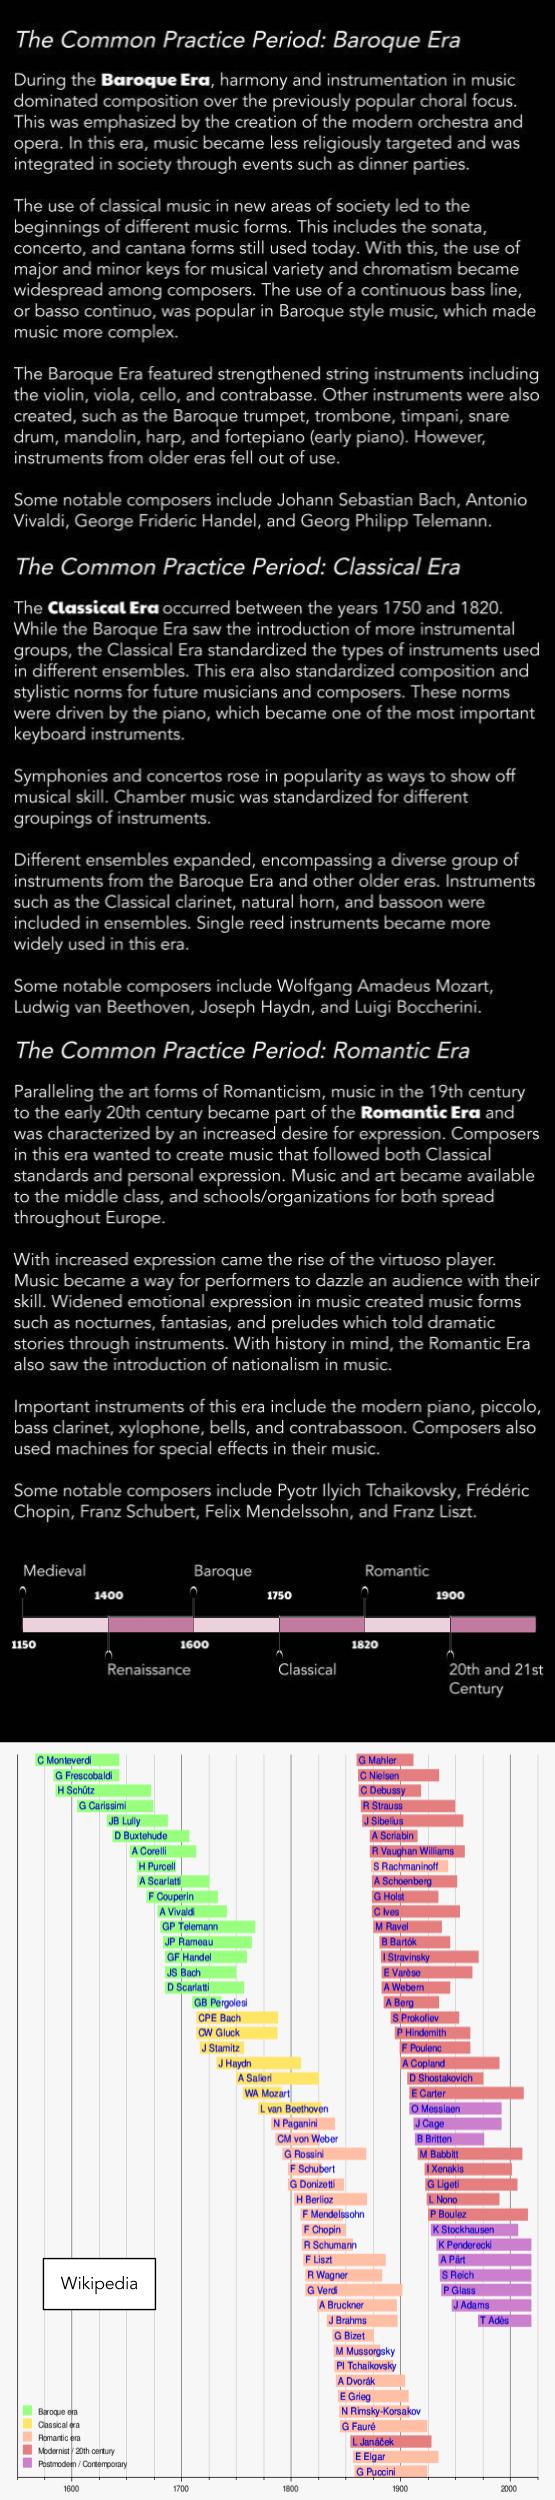 The Common Practice Period: Baroque Era
During the Baroque Era, harmony and instrumentation in music
dominated composition over the previously popular choral focus.
This was emphasized by the creation of the modern orchestra and
opera. In this era, music became less religiously targeted and was
integrated in society through events such as dinner parties.
The use of classical music in new areas of society led to the
beginnings of different music forms. This includes the sonata,
concerto, and cantana forms still used today. With this, the use of
major and minor keys for musical variety and chromatism became
widespread among composers. The use of a continuous bass line,
or basso continuo, was popular in Baroque style music, which made
music more complex.
The Baroque Era featured strengthened string instruments including
the violin, viola, cello, and contrabasse. Other instruments were also
created, such as the Baroque trumpet, trombone, timpani, snare
drum, mandolin, harp, and fortepiano (early piano). However,
instruments from older eras fell out of use.
Some notable composers include Johann Sebastian Bach, Antonio
Vivaldi, George Frideric Handel, and Georg Philipp Telemann.
The Common Practice Period: Classical Era
The Classical Era occurred between the years 1750 and 1820.
While the Baroque Era saw the introduction of more instrumental
groups, the Classical Era standardized the types of instruments used
in different ensembles. This era also standardized composition and
stylistic norms for future musicians and composers. These norms
were driven by the piano, which became one of the most important
keyboard instruments.
Symphonies and concertos rose in popularity as ways to show off
musical skill. Chamber music was standardized for different
groupings of instruments.
Different ensembles expanded, encompassing a diverse group of
instruments from the Baroque Era and other older eras. Instruments
such as the Classical clarinet, natural horn, and bassoon were
included in ensembles. Single reed instruments became more
widely used in this era.
Some notable composers include Wolfgang Amadeus Mozart,
Ludwig van Beethoven, Joseph Haydn, and Luigi Boccherini.
The Common Practice Period: Romantic Era
Paralleling the art forms of Romanticism, music in the 19th century
to the early 20th century became part of the Romantic Era and
was characterized by an increased desire for expression. Composers
in this era wanted to create music that followed both Classical
standards and personal expression. Music and art became available
to the middle class, and schools/organizations for both spread
throughout Europe.
With increased expression came the rise of the virtuoso player.
Music became a way for performers to dazzle an audience with their
skill. Widened emotional expression in music created music forms
such as nocturnes, fantasias, and preludes which told dramatic
stories through instruments. With history in mind, the Romantic Era
also saw the introduction of nationalism in music.
Important instruments of this era include the modern piano, piccolo,
bass clarinet, xylophone, bells, and contrabassoon. Composers also
used machines for special effects in their music.
Some notable composers include Pyotr Ilyich Tchaikovsky, Frédéric
Chopin, Franz Schubert, Felix Mendelssohn, and Franz Liszt.
Medieval Baroque Romantic
1400 1750 1900
1150 1600 1820
Renaissance Classical 20th and 21st
Century
C Monteverdi G Mahler
G Frescobaldi C Nielsen
H Schütz C Debussy
G Carissimi R Strauss
JB Lully J Sibelius
D Buxtehude A Scriabin
A Corelli R Vaughan Williams
H Purcell S Rachmaninoff
A Scarlatti A Schoenberg
F Couperin G Holst
A Vivaldi C Ives
GP Telemann M Ravel
JP Rameau B Bartók
GF Handel I Stravinsky
JS Bach E Varèse
D Scarlatti A Webern
GB Pergolesi A Berg
CPE Bach S Prokofiev
CW Gluck P Hindemith
J Stamitz F Poulenc
J Haydn A Copland
A Salieri D Shostakovich
WA Mozart E Carter
L van Beethoven O Messiaen
N Paganini J Cage
CM von Weber B Britten
G Rossini M Babbitt
F Schubert I Xenakis
G Donizetti G Ligeti
H Berlioz L Nono
F Mendelssohn P Boulez
F Chopin K Stockhausen
R Schumann K Penderecki
F Liszt A Pärt
R Wagner S Reich
G Verdi P Glass
A Bruckner J Adams
J Brahms T Adès
G Bizet
M Mussorgsky
PI Tchaikovsky
A Dvorák
E Grieg
N Rimsky-Korsakov
G Fauré
L Janáček
E Elgar
G Puccini
Wikipedia
Baroque era
Classical era
Romantic era
Modernist / 20th century
Postmodern / Contemporary
1600 1700 1800 1900 2000